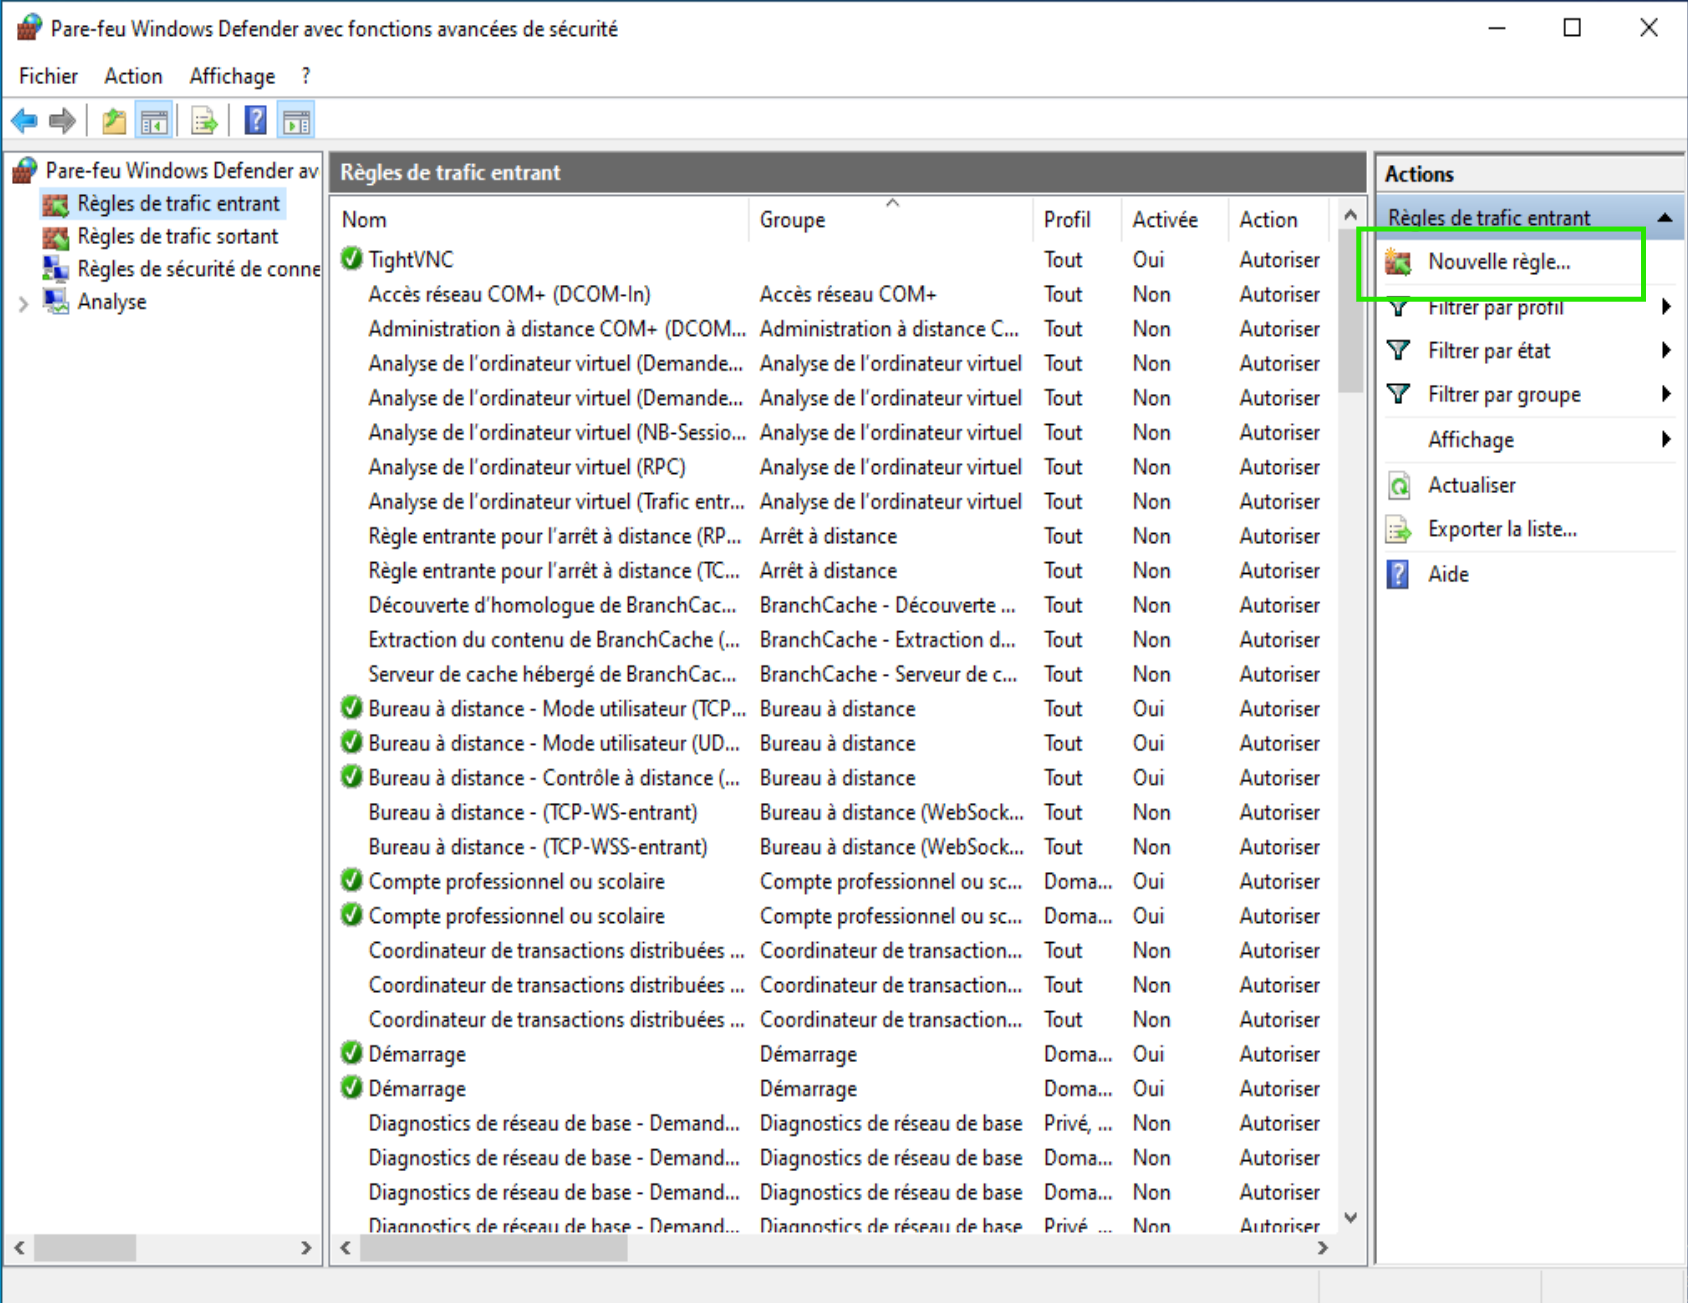 Pare-feu Windows Defender avec fonctions avancées de sécurité
Fichier Action Affichage ?
Pare-feu Windows Defender av
Règles de trafic entrant
Règles de trafic sortant
Règles de sécurité de conne
Analyse
Règles de trafic entrant
Nom Groupe Profil Activée Action
TightVNC Tout Oui Autoriser
Accès réseau COM+ (DCOM-In) Accès réseau COM+ Tout Non Autoriser
Administration à distance COM+ (DCOM... Administration à distance C... Tout Non Autoriser
Analyse de l'ordinateur virtuel (Demande... Analyse de l'ordinateur virtuel Tout Non Autoriser
Analyse de l'ordinateur virtuel (Demande... Analyse de l'ordinateur virtuel Tout Non Autoriser
Analyse de l'ordinateur virtuel (NB-Sessio... Analyse de l'ordinateur virtuel Tout Non Autoriser
Analyse de l'ordinateur virtuel (RPC) Analyse de l'ordinateur virtuel Tout Non Autoriser
Analyse de l'ordinateur virtuel (Trafic entr... Analyse de l'ordinateur virtuel Tout Non Autoriser
Règle entrante pour l'arrêt à distance (RP... Arrêt à distance Tout Non Autoriser
Règle entrante pour l'arrêt à distance (TC... Arrêt à distance Tout Non Autoriser
Découverte d'homologue de BranchCac... BranchCache - Découverte ... Tout Non Autoriser
Extraction du contenu de BranchCache (... BranchCache - Extraction d... Tout Non Autoriser
Serveur de cache hébergé de BranchCac... BranchCache - Serveur de c... Tout Non Autoriser
Bureau à distance - Mode utilisateur (TCP... Bureau à distance Tout Oui Autoriser
Bureau à distance - Mode utilisateur (UD... Bureau à distance Tout Oui Autoriser
Bureau à distance - Contrôle à distance (... Bureau à distance Tout Oui Autoriser
Bureau à distance - (TCP-WS-entrant) Bureau à distance (WebSock... Tout Non Autoriser
Bureau à distance - (TCP-WSS-entrant) Bureau à distance (WebSock... Tout Non Autoriser
Compte professionnel ou scolaire Compte professionnel ou sc... Doma... Oui Autoriser
Compte professionnel ou scolaire Compte professionnel ou sc... Doma... Oui Autoriser
Coordinateur de transactions distribuées ... Coordinateur de transaction... Tout Non Autoriser
Coordinateur de transactions distribuées ... Coordinateur de transaction... Tout Non Autoriser
Coordinateur de transactions distribuées ... Coordinateur de transaction... Tout Non Autoriser
Démarrage Démarrage Doma... Oui Autoriser
Démarrage Démarrage Doma... Oui Autoriser
Diagnostics de réseau de base - Demand... Diagnostics de réseau de base Privé, ... Non Autoriser
Diagnostics de réseau de base - Demand... Diagnostics de réseau de base Doma... Non Autoriser
Diagnostics de réseau de base - Demand... Diagnostics de réseau de base Doma... Non Autoriser
Diagnostics de réseau de base - Demand... Diagnostics de réseau de base Privé ... Non Autoriser
Actions
Règles de trafic entrant
Nouvelle règle...
Filtrer par profil
Filtrer par état
Filtrer par groupe
Affichage
Actualiser
Exporter la liste...
Aide